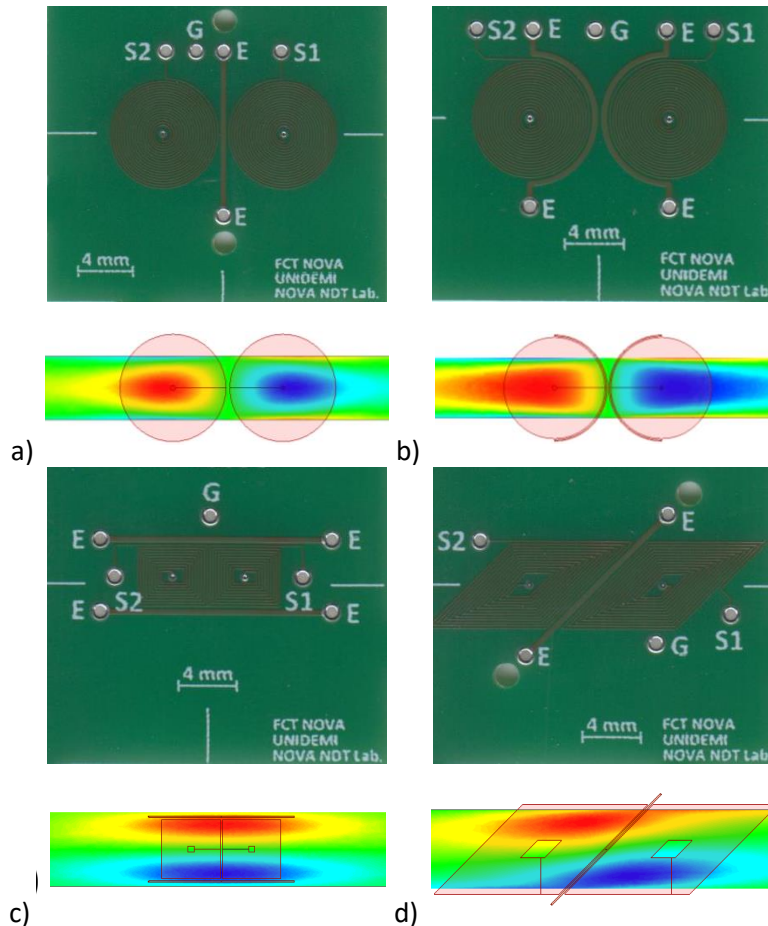 S2 G E S1
E
4 mm
FCT NOVA
UNIDEMI
NOVA NDT Lab.
a)
S2 E G E S1
E E
4 mm
FCT NOVA
UNIDEMI
NOVA NDT Lab.
b)
G
E E
S2 S1
E E
4 mm
FCT NOVA
UNIDEMI
NOVA NDT Lab.
c)
E
S2
S1
G
E
4 mm
FCT NOVA
UNIDEMI
NOVA NDT Lab.
d)